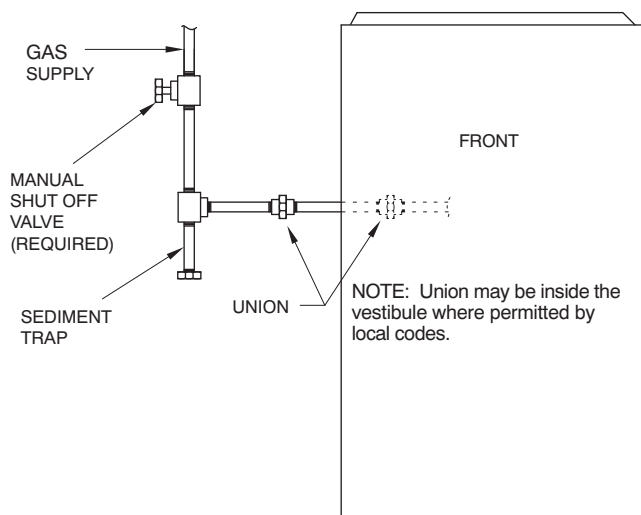 GAS
SUPPLY
FRONT
MANUAL
SHUT OFF
VALVE
(REQUIRED)
SEDIMENT
TRAP
UNION
NOTE:  Union may be inside the
vestibule where permitted by
local codes.